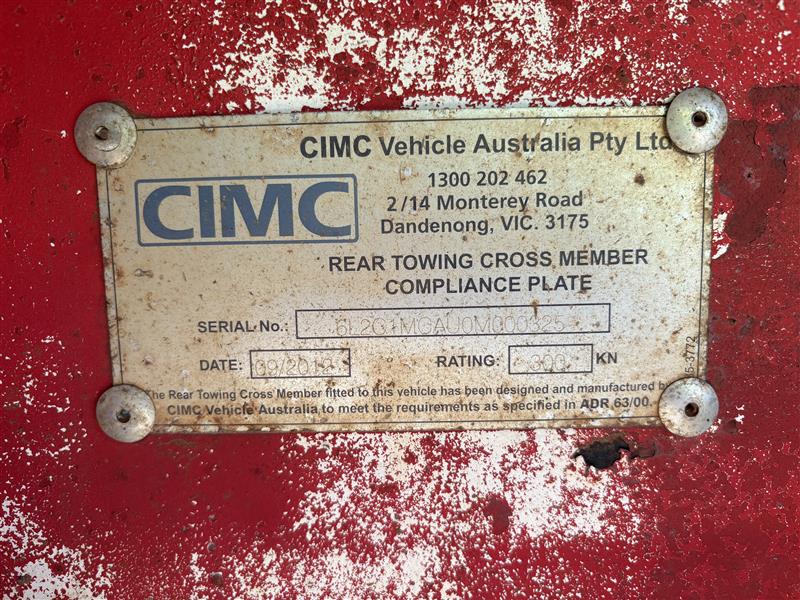 CIMC Vehicle Australia Pty Ltd
CIMC
1300 202 462
2/14 Monterey Road
Dandenong, VIC. 3175
REAR TOWING CROSS MEMBER
COMPLIANCE PLATE
SERIAL No.:
DATE: 09/2012 RATING: 300 KN
The Rear Towing Cross Member fitted to this vehicle has been designed and manufactured by
CIMC Vehicle Australia to meet the requirements as specified in ADR 63/00.